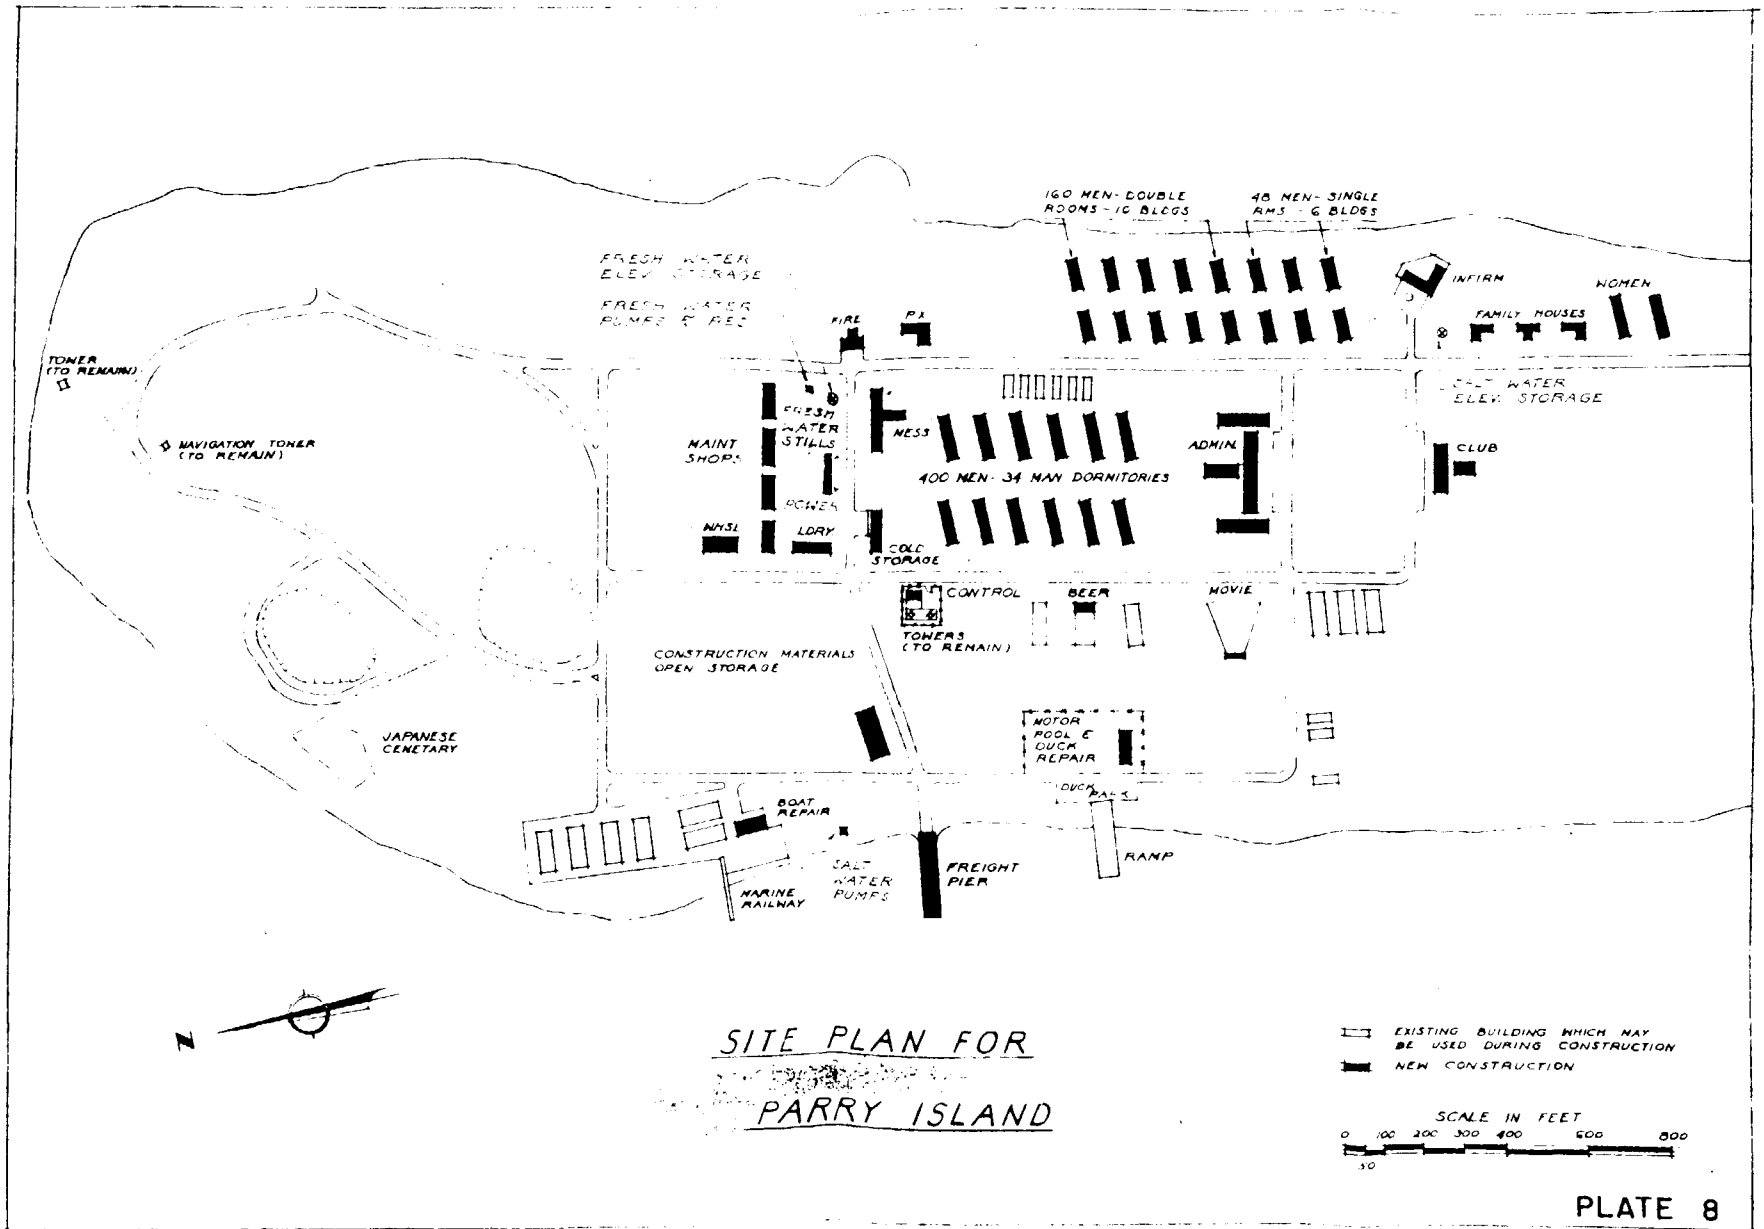 160 MEN-DOUBLE
ROOMS-10 BLDGS
48 MEN-SINGLE
RMS-6 BLDGS
FRESH WATER
ELEV. STORAGE
FRESH WATER
PUMPS & RES
FIRE
PX
INFIRM
WOMEN
FAMILY HOUSES
TOWER
(TO REMAIN)
NAVIGATION TOWER
(TO REMAIN)
MAINT
SHOPS
FRESH
WATER
STILLS
MESS
ADMIN.
SALT WATER
ELEV. STORAGE
CLUB
400 MEN-34 MAN DORMITORIES
POWER
WHSE
LDRY
COLD
STORAGE
CONTROL
BEER
MOVIE
TOWERS
(TO REMAIN)
CONSTRUCTION MATERIALS
OPEN STORAGE
JAPANESE
CEMETARY
MOTOR
POOL &
DUCK
REPAIR
DUCK PARK
BOAT
REPAIR
SALT
WATER
PUMPS
MARINE
RAILWAY
FREIGHT
PIER
RAMP
N
SITE PLAN FOR
PARRY ISLAND
EXISTING BUILDING WHICH MAY
BE USED DURING CONSTRUCTION
NEW CONSTRUCTION
SCALE IN FEET
0 100 200 300 400 600 800
50
PLATE 8